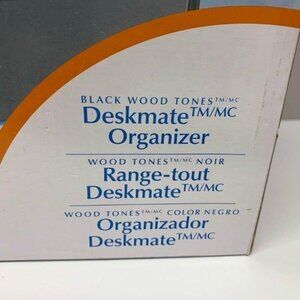 BLACK WOOD TONES™/MC
Deskmate™/MC
Organizer
WOOD TONES™/MC NOIR
Range-tout
Deskmate™/MC
WOOD TONES™/MC COLOR NEGRO
Organizador
Deskmate™/MC